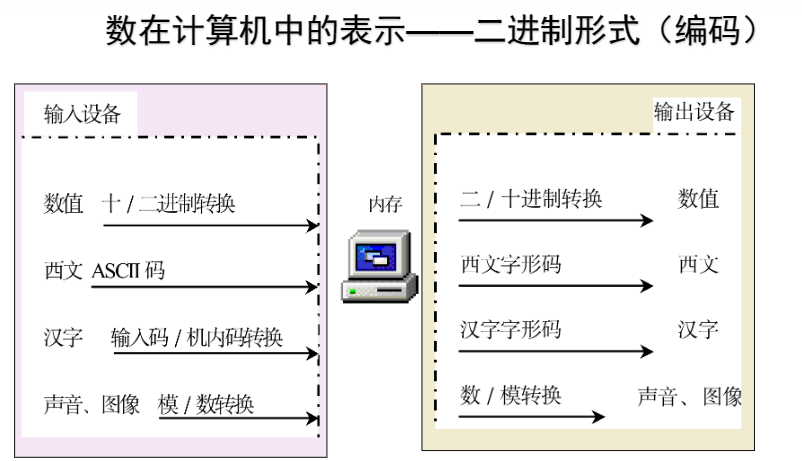 数在计算机中的表示——二进制形式（编码）
输入设备
数值 十 / 二进制转换
西文 ASCII 码
汉字 输入码 / 机内码转换
声音、图像 模 / 数转换
内存
输出设备
二 / 十进制转换 数值
西文字形码 西文
汉字字形码 汉字
数 / 模转换 声音、图像